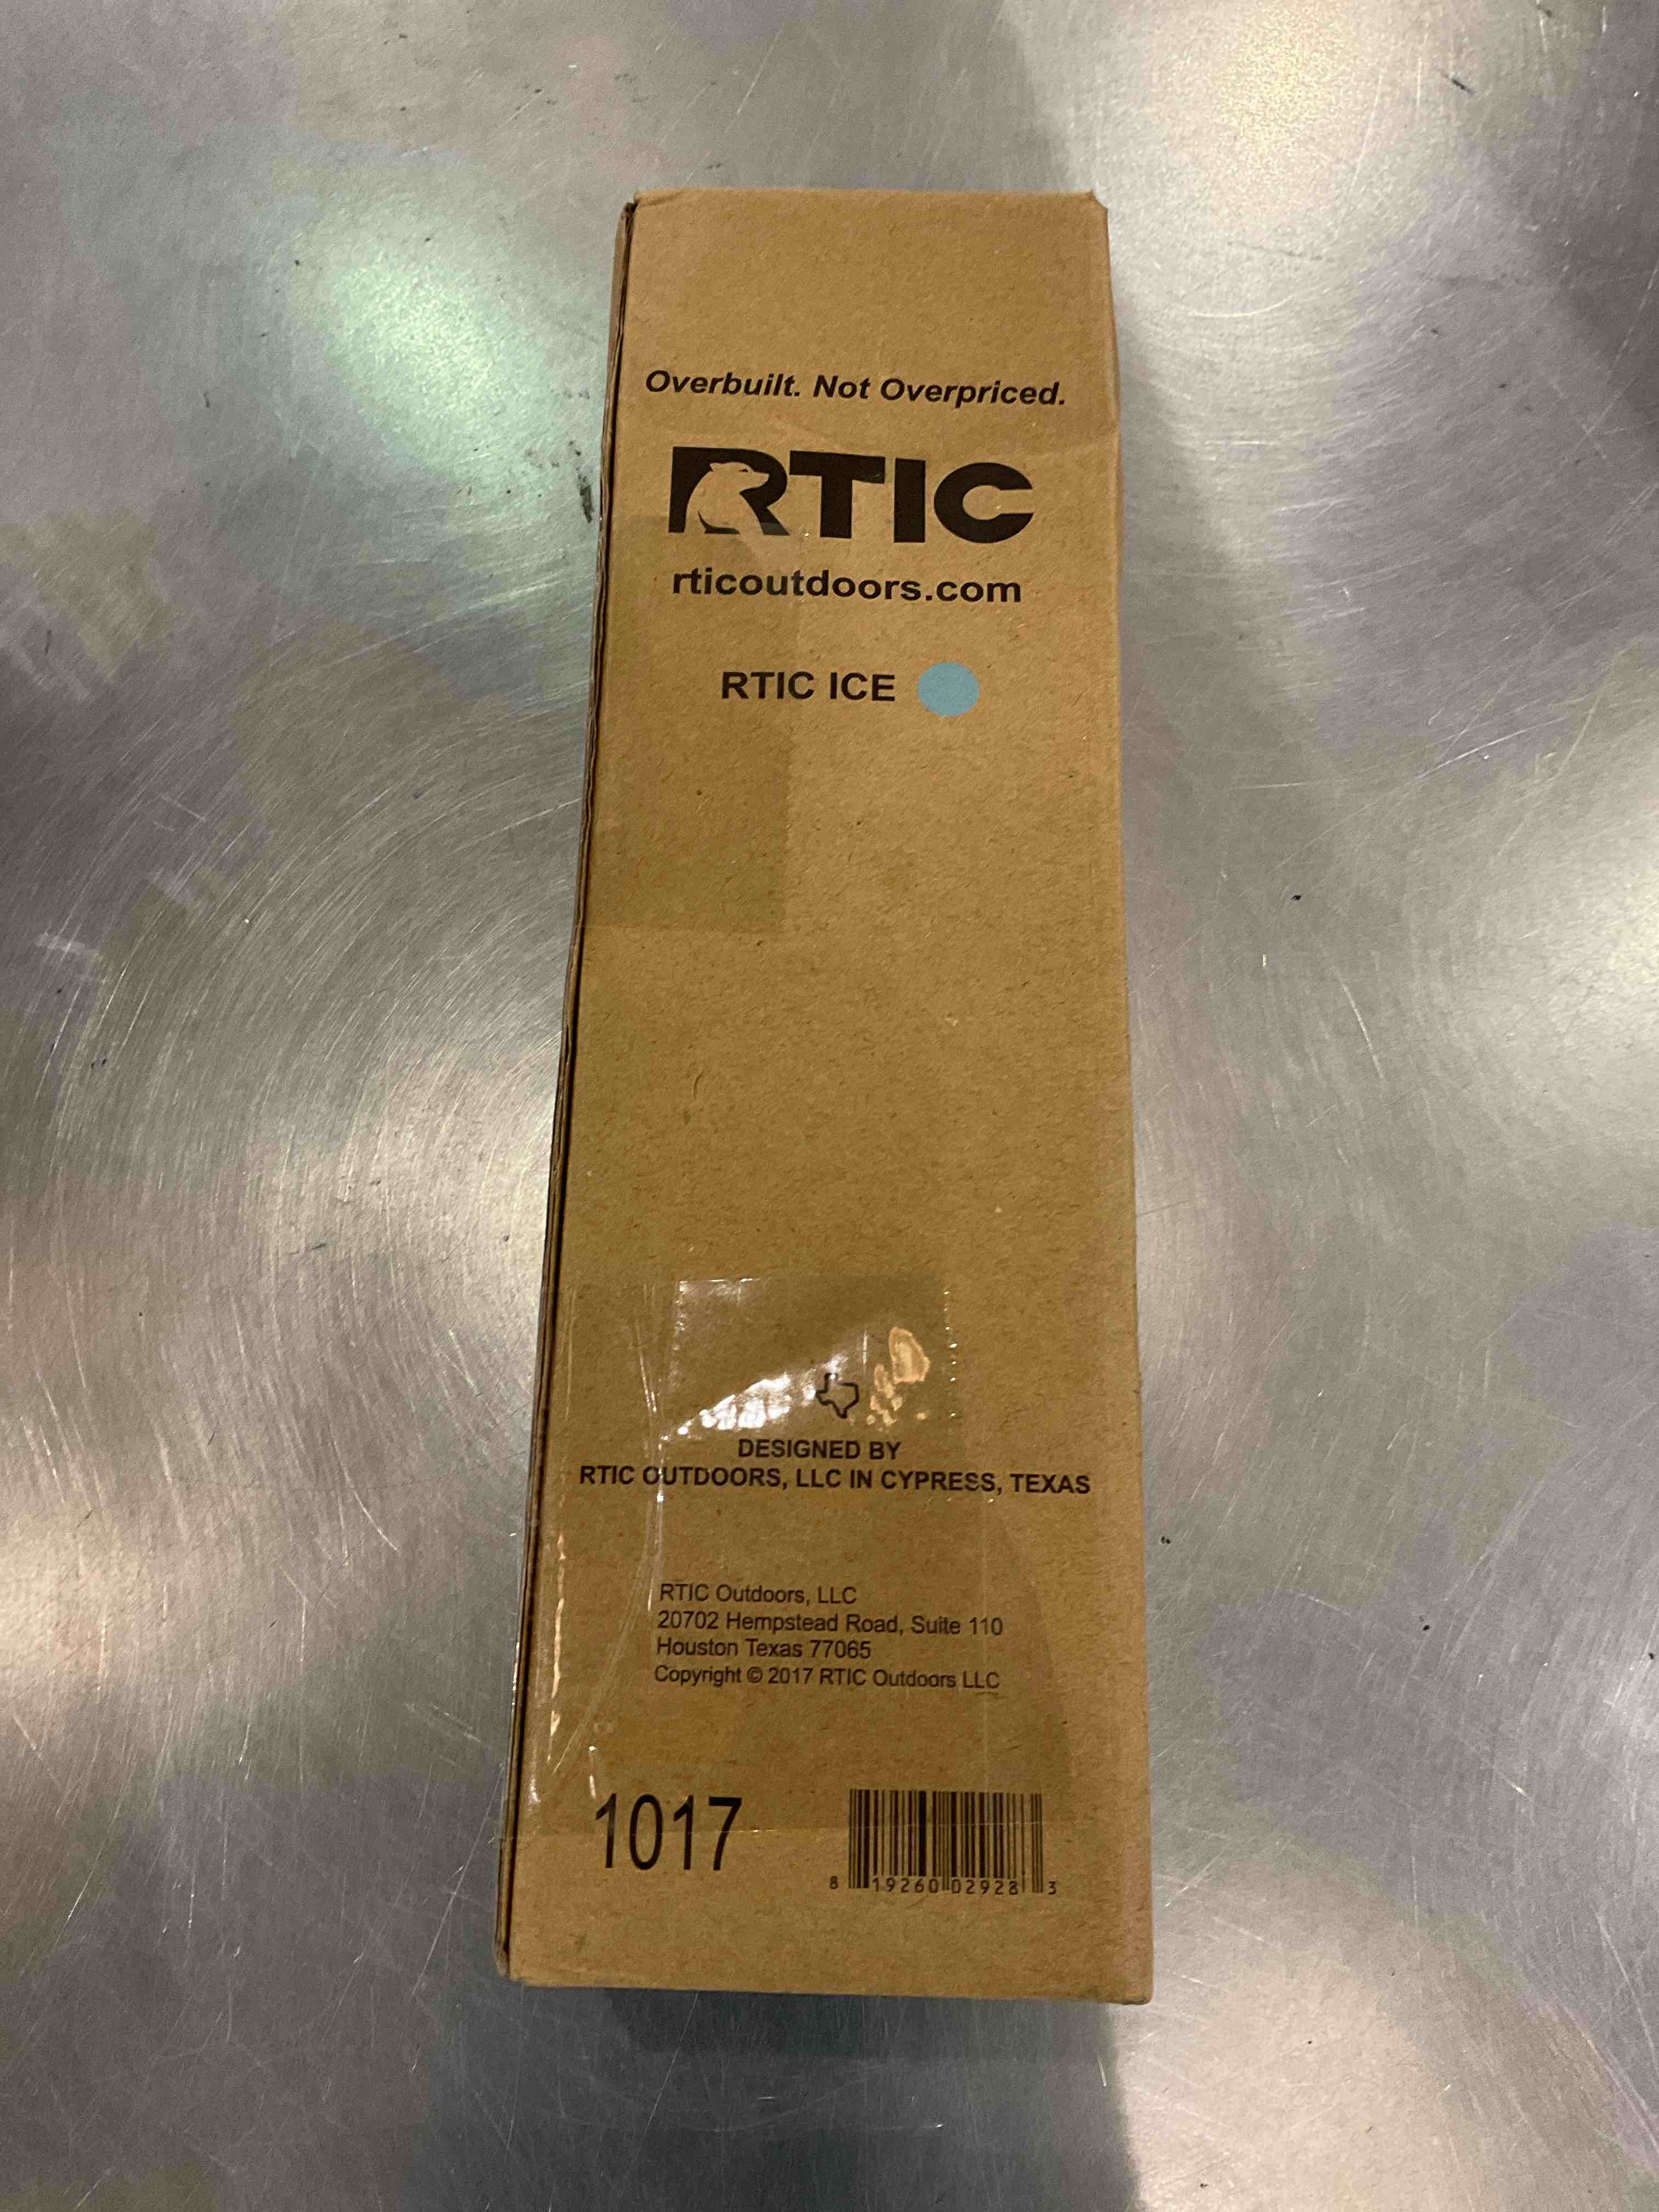 Overbuilt. Not Overpriced.
RTIC
rticoutdoors.com
RTIC ICE
DESIGNED BY
RTIC OUTDOORS, LLC IN CYPRESS, TEXAS
RTIC Outdoors, LLC
20702 Hempstead Road, Suite 110
Houston Texas 77065
Copyright © 2017 RTIC Outdoors LLC
1017
8 19260 02928 3